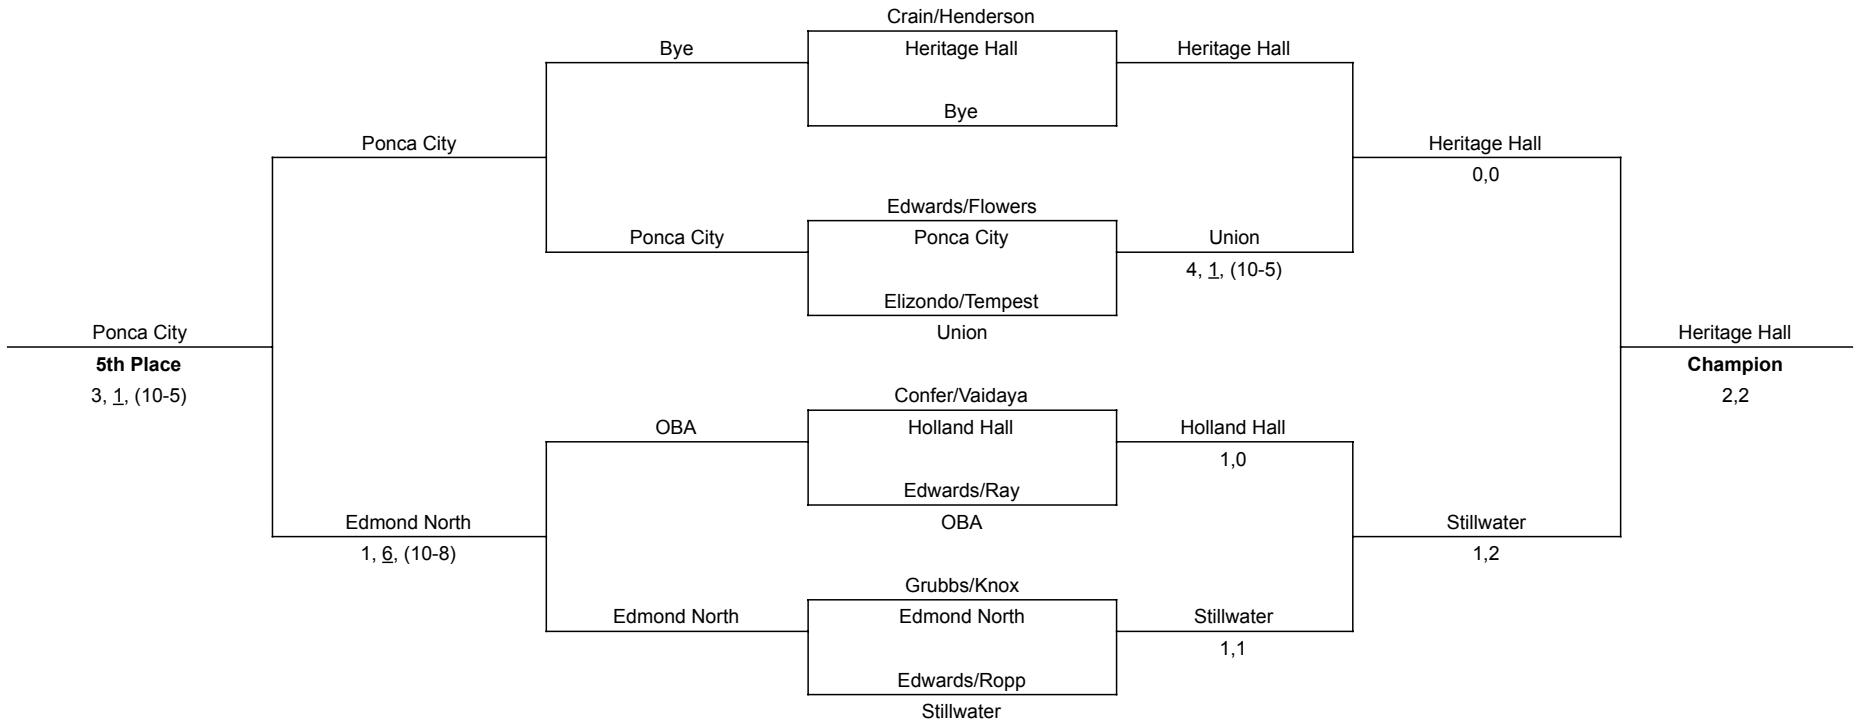 Crain/Henderson
Bye
Heritage Hall
Heritage Hall
Bye
Ponca City
Heritage Hall
0,0
Edwards/Flowers
Ponca City
Ponca City
Union
4, 1, (10-5)
Elizondo/Tempest
Ponca City
Union
Heritage Hall
5th Place
Champion
3, 1, (10-5)
Confer/Vaidaya
2,2
OBA
Holland Hall
Holland Hall
1,0
Edwards/Ray
Edmond North
OBA
Stillwater
1, 6, (10-8)
1,2
Grubbs/Knox
Edmond North
Edmond North
Stillwater
1,1
Edwards/Ropp
Stillwater